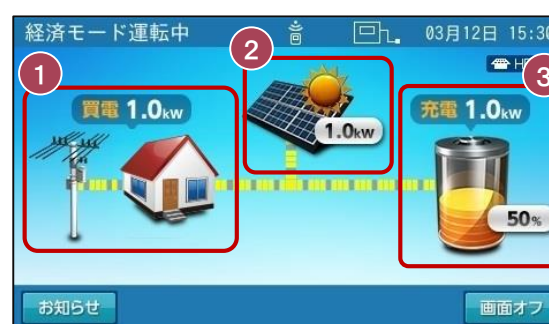 経済モード運転中
03月12日 15:30
1
2
3
買電 1.0kw
1.0kw
充電 1.0kw
50%
お知らせ
画面オフ